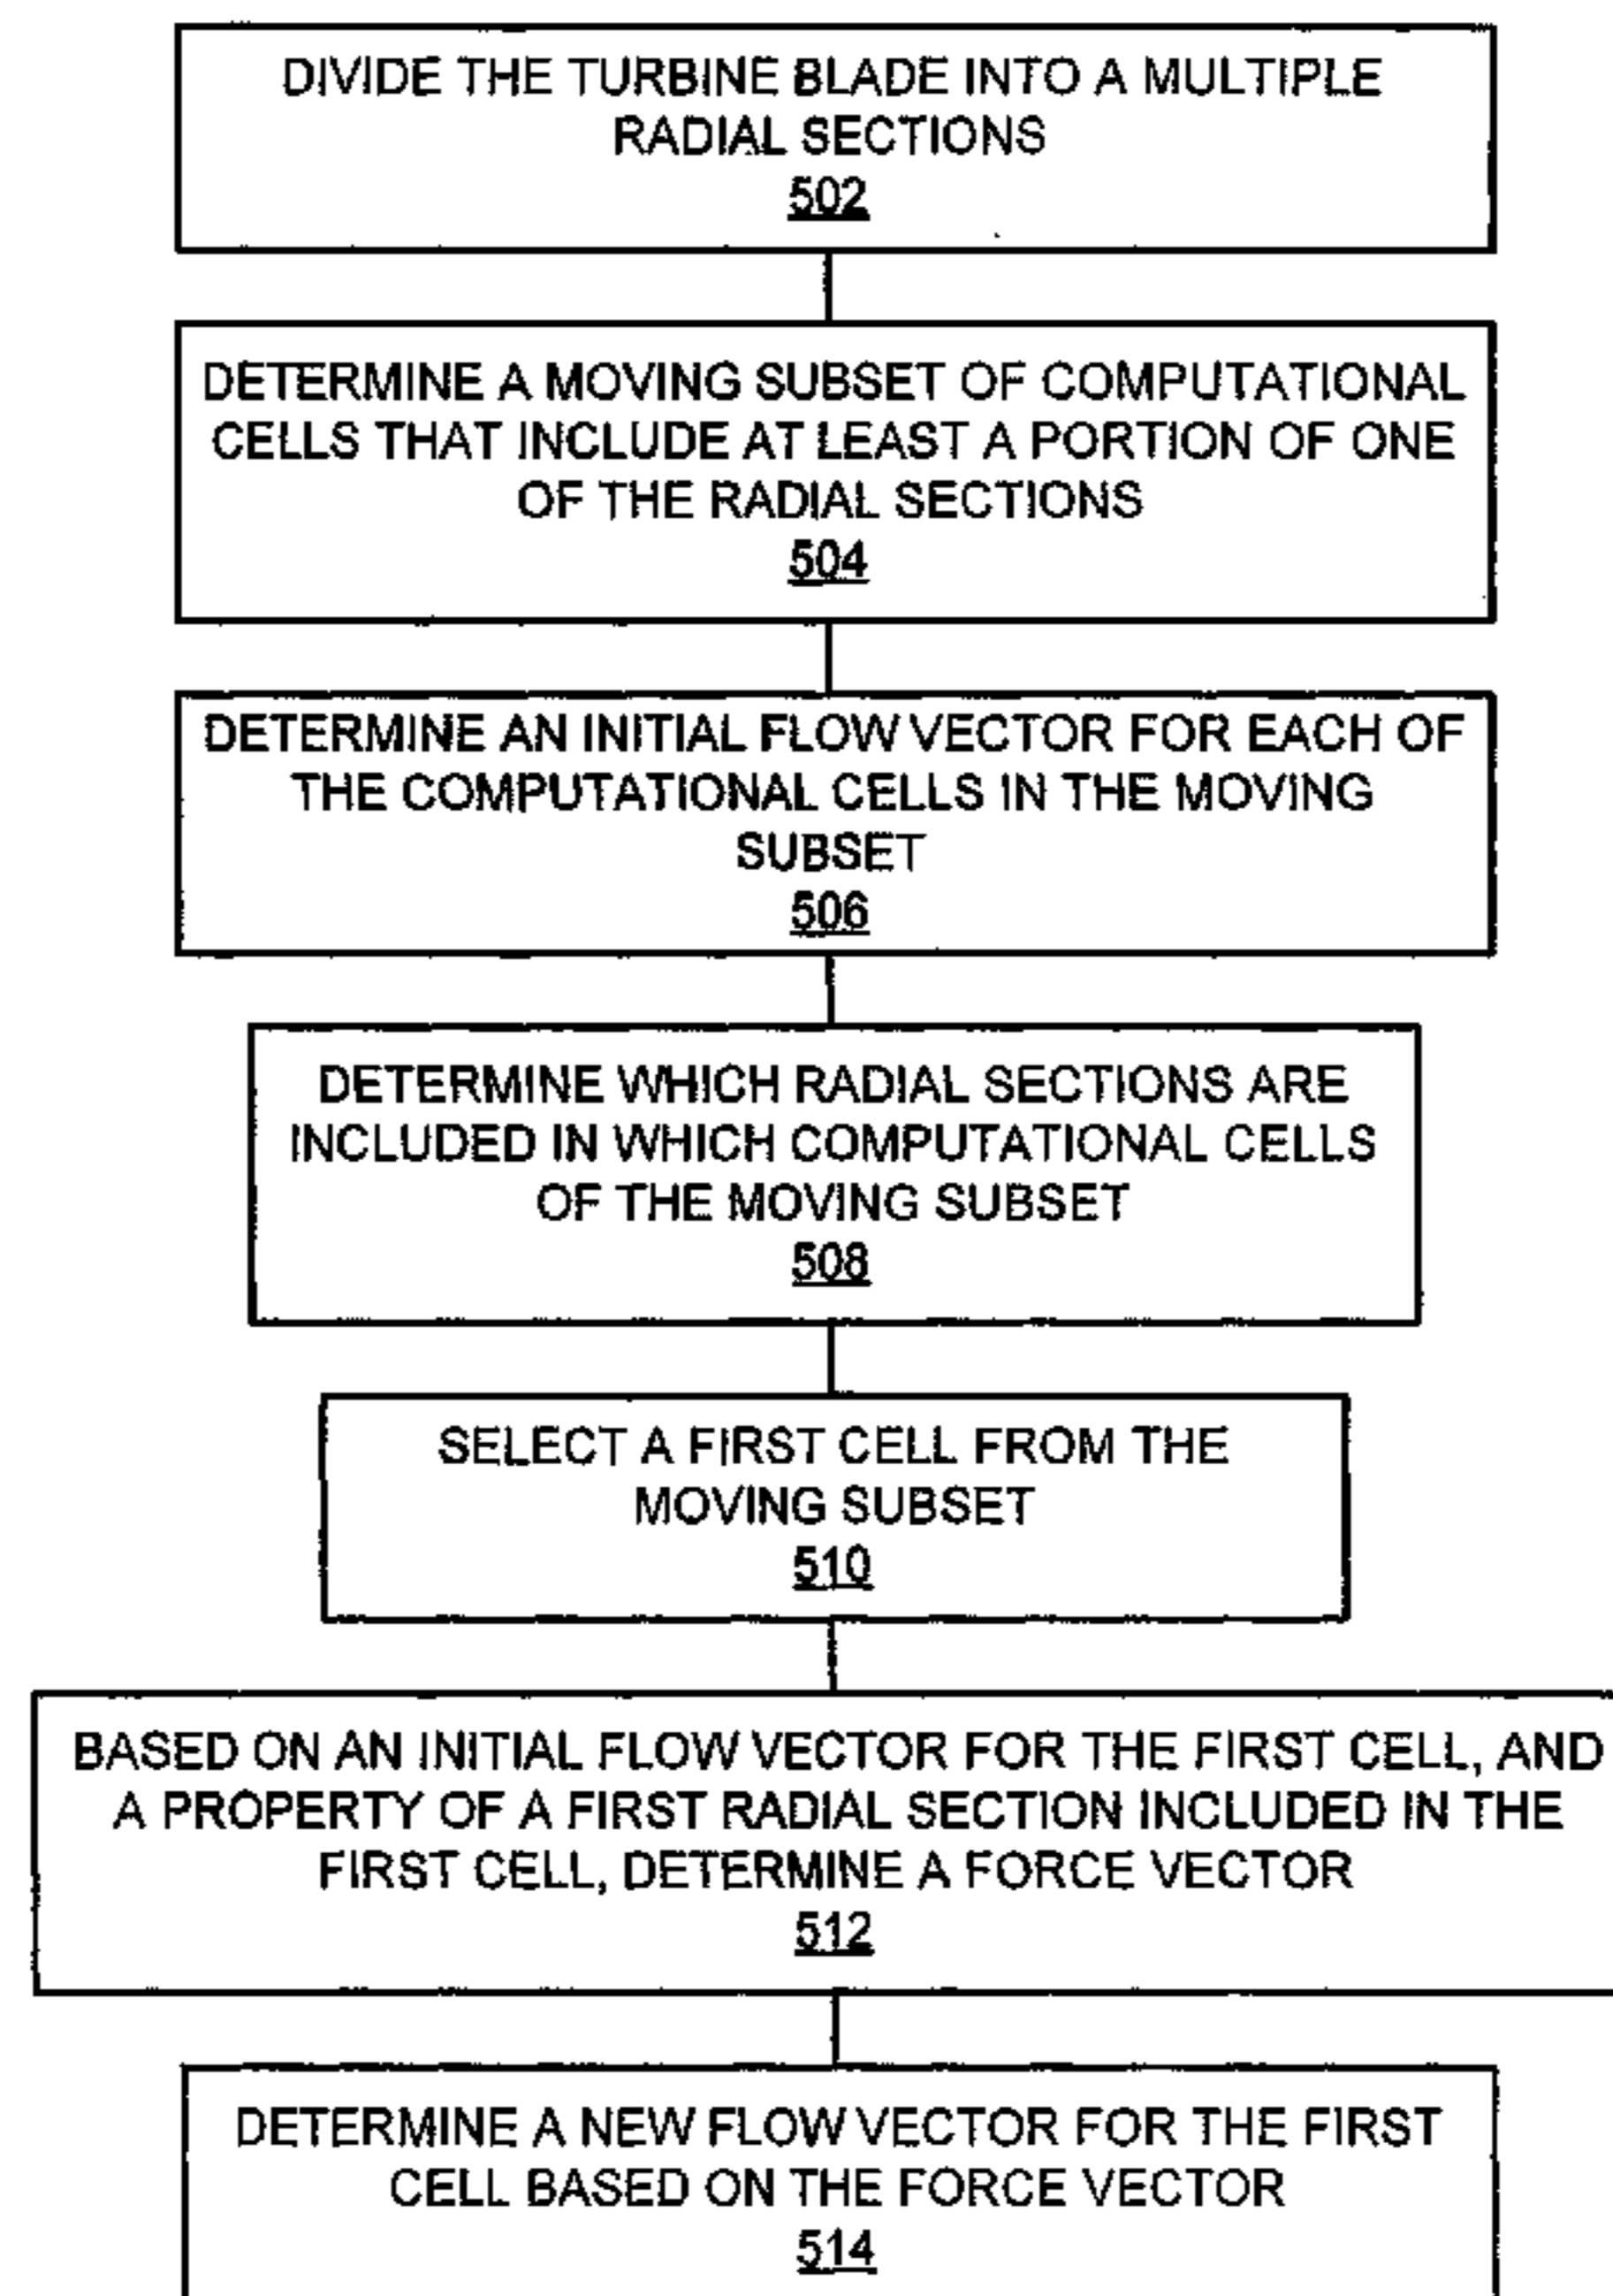 DIVIDE THE TURBINE BLADE INTO A MULTIPLE
RADIAL SECTIONS
502
DETERMINE A MOVING SUBSET OF COMPUTATIONAL
CELLS THAT INCLUDE AT LEAST A PORTION OF ONE
OF THE RADIAL SECTIONS
504
DETERMINE AN INITIAL FLOW VECTOR FOR EACH OF
THE COMPUTATIONAL CELLS IN THE MOVING
SUBSET
506
DETERMINE WHICH RADIAL SECTIONS ARE
INCLUDED IN WHICH COMPUTATIONAL CELLS
OF THE MOVING SUBSET
508
SELECT A FIRST CELL FROM THE
MOVING SUBSET
510
BASED ON AN INITIAL FLOW VECTOR FOR THE FIRST CELL, AND
A PROPERTY OF A FIRST RADIAL SECTION INCLUDED IN THE
FIRST CELL, DETERMINE A FORCE VECTOR
512
DETERMINE A NEW FLOW VECTOR FOR THE FIRST
CELL BASED ON THE FORCE VECTOR
514